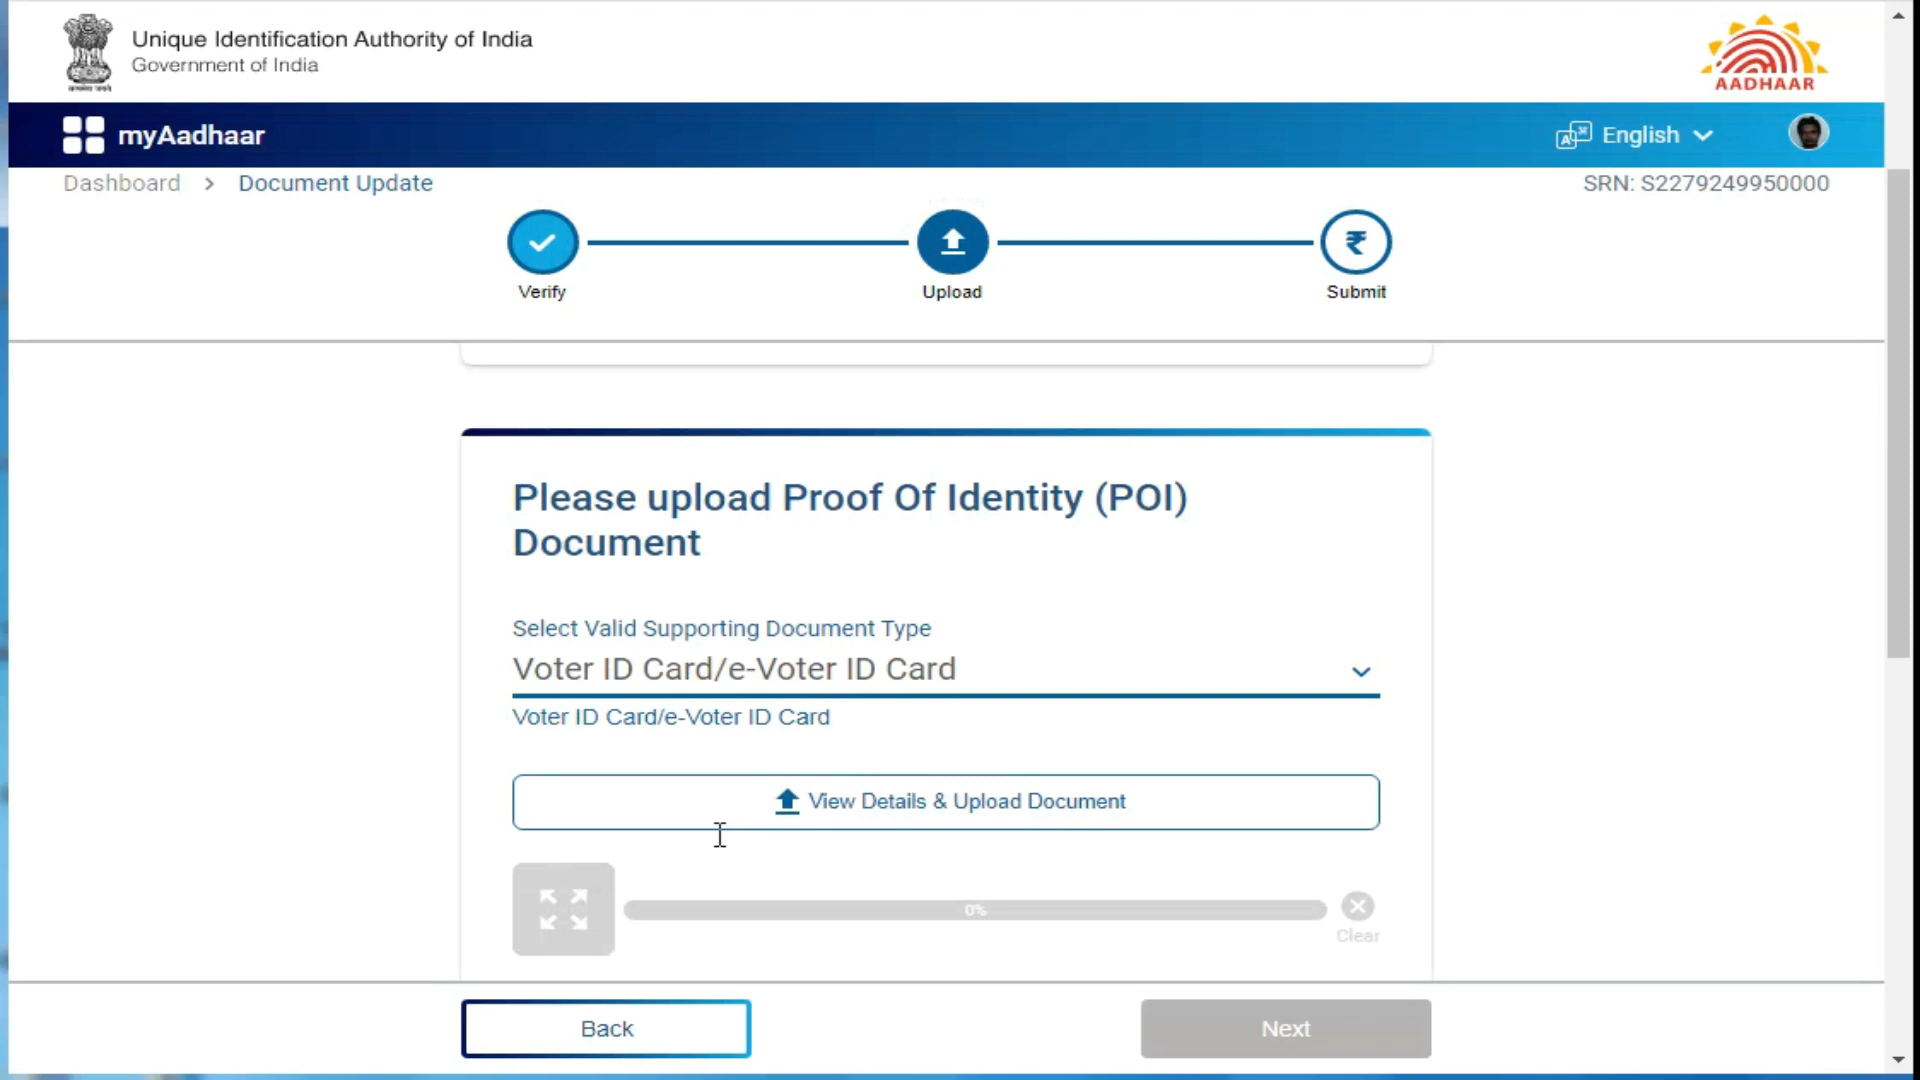 Unique Identification Authority of India
Government of India
AADHAAR
myAadhaar
English
Dashboard > Document Update
SRN: S2279249950000
Verify
Upload
Submit
Please upload Proof Of Identity (POI)
Document
Select Valid Supporting Document Type
Voter ID Card/e-Voter ID Card
Voter ID Card/e-Voter ID Card
View Details & Upload Document
0%
Clear
Back
Next